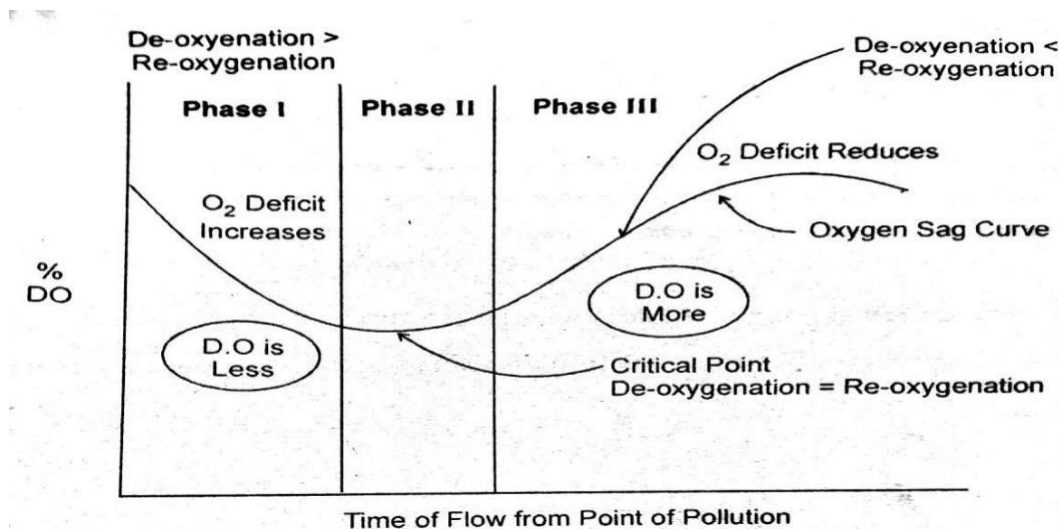 De-oxyenation >
Re-oxygenation
De-oxyenation <
Re-oxygenation
Phase I
Phase II
Phase III
O₂ Deficit Reduces
O₂ Deficit
Increases
Oxygen Sag Curve
%
DO
D.O is
More
D.O is
Less
Critical Point
De-oxygenation = Re-oxygenation
Time of Flow from Point of Pollution